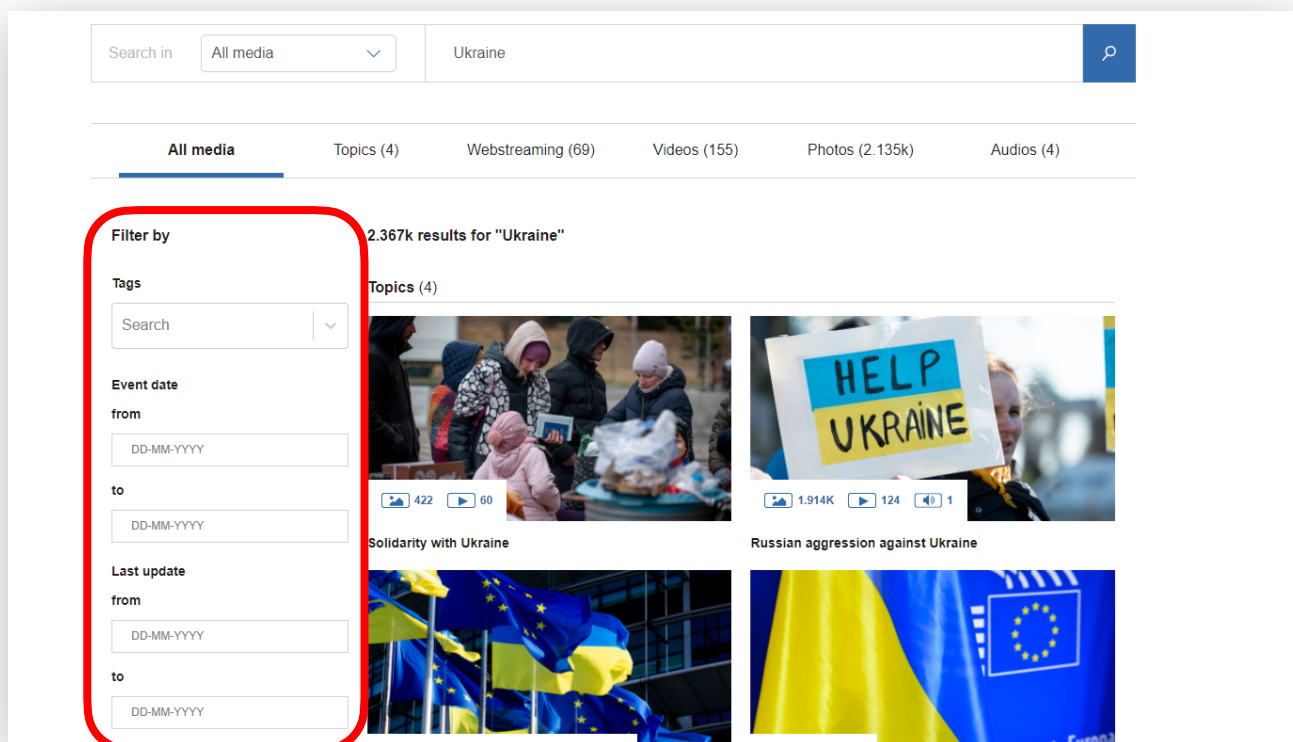 Search in All media Ukraine
All media Topics (4) Webstreaming (69) Videos (155) Photos (2.135k) Audios (4)
Filter by
Tags
Search
Event date
from
DD-MM-YYYY
to
DD-MM-YYYY
Last update
from
DD-MM-YYYY
to
DD-MM-YYYY
2.367k results for "Ukraine"
Topics (4)
422 60
Solidarity with Ukraine
HELP
UKRAINE
1.914K 124 1
Russian aggression against Ukraine